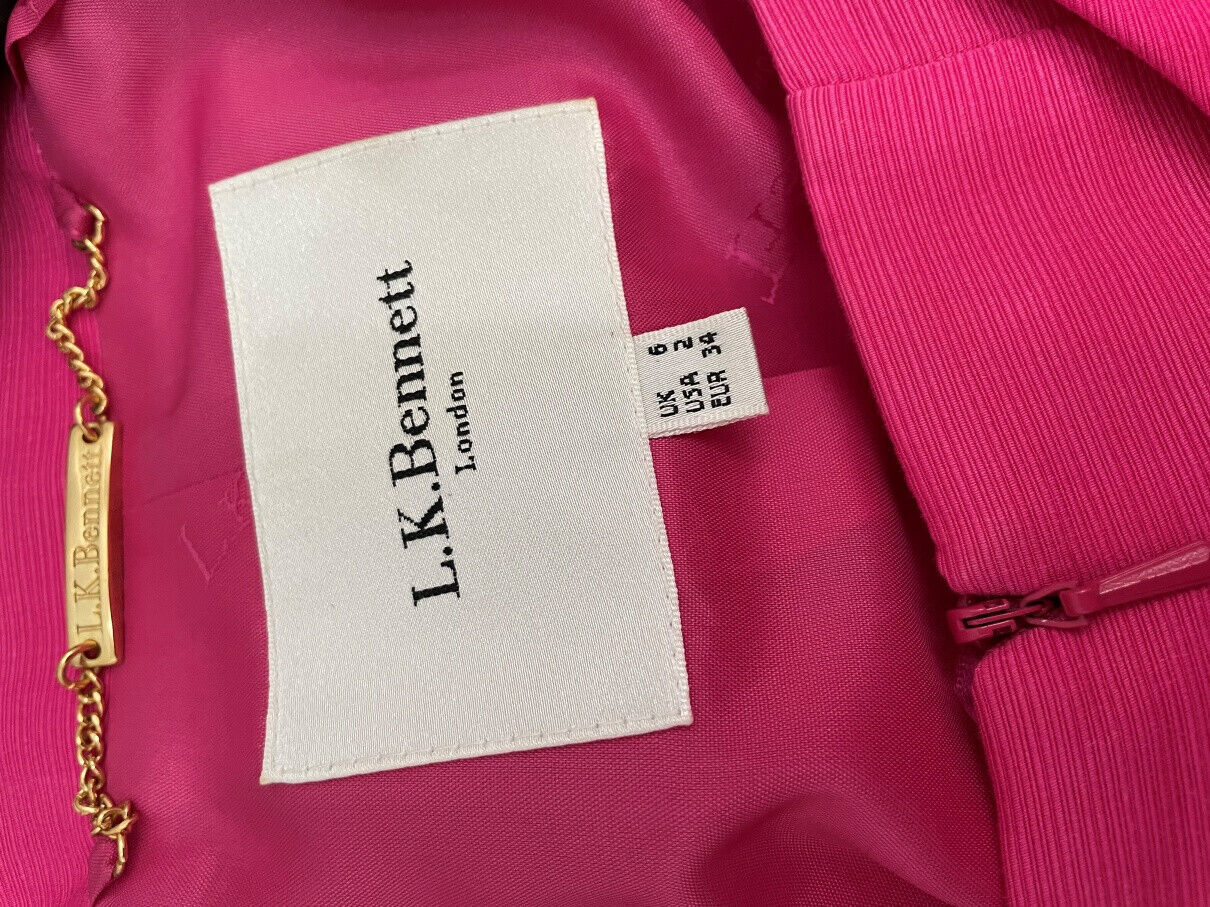 L.K.Bennett
London
UK 6
USA 2
EUR 34
L.K.Bennett